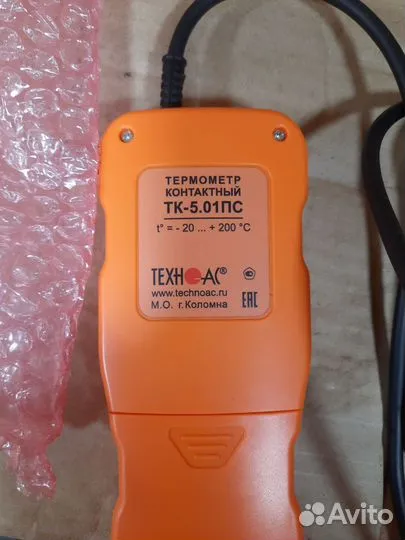 ТЕРМОМЕТР
КОНТАКТНЫЙ
ТК-5.01ПС
t° = - 20 ... + 200 °C
ТЕХНО-АС®
www.technoac.ru
М.О. г.Коломна
EAC
Avito